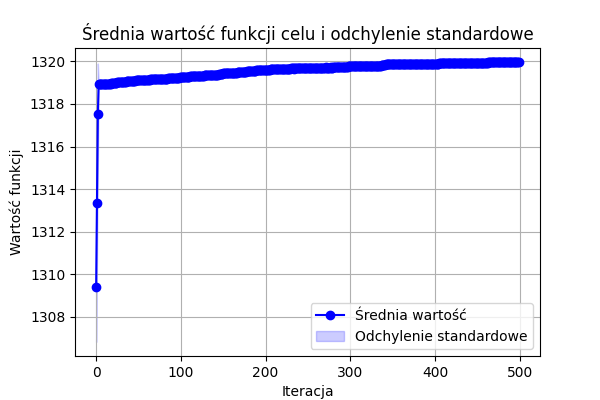 Średnia wartość funkcji celu i odchylenie standardowe
Wartość funkcji
1320
1318
1316
1314
1312
1310
1308
Średnia wartość
Odchylenie standardowe
0 100 200 300 400 500
Iteracja